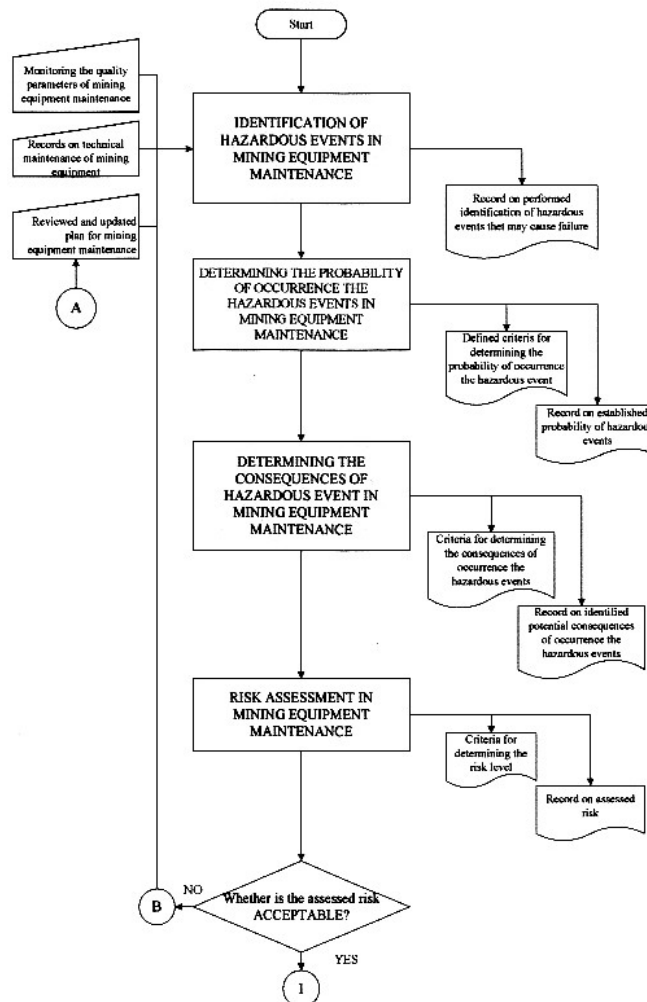 Start
Monitoring the quality
parameters of mining
equipment maintenance
Records on technical
maintenance of mining
equipment
Reviewed and updated
plan for mining
equipment maintenance
A
IDENTIFICATION OF
HAZARDOUS EVENTS IN
MINING EQUIPMENT
MAINTENANCE
Record on performed
identification of hazardous
events that may cause failure
DETERMINING THE PROBABILITY
OF OCCURRENCE THE
HAZARDOUS EVENTS IN
MINING EQUIPMENT
MAINTENANCE
Defined criteris for
determining the
probability of occurrence
the hazardous event
Record on established
probability of hazardous
events
DETERMINING THE
CONSEQUENCES OF
HAZARDOUS EVENT IN
MINING EQUIPMENT
MAINTENANCE
Criteria for determining
the consequences of
occurrence the
hazardous events
Record on identified
potential consequences
of occurrence the
hazardous events
RISK ASSESSMENT IN
MINING EQUIPMENT
MAINTENANCE
Criteria for
determining the
risk level
Record on assessed
risk
B
NO
Whether is the assessed risk
ACCEPTABLE?
YES
1